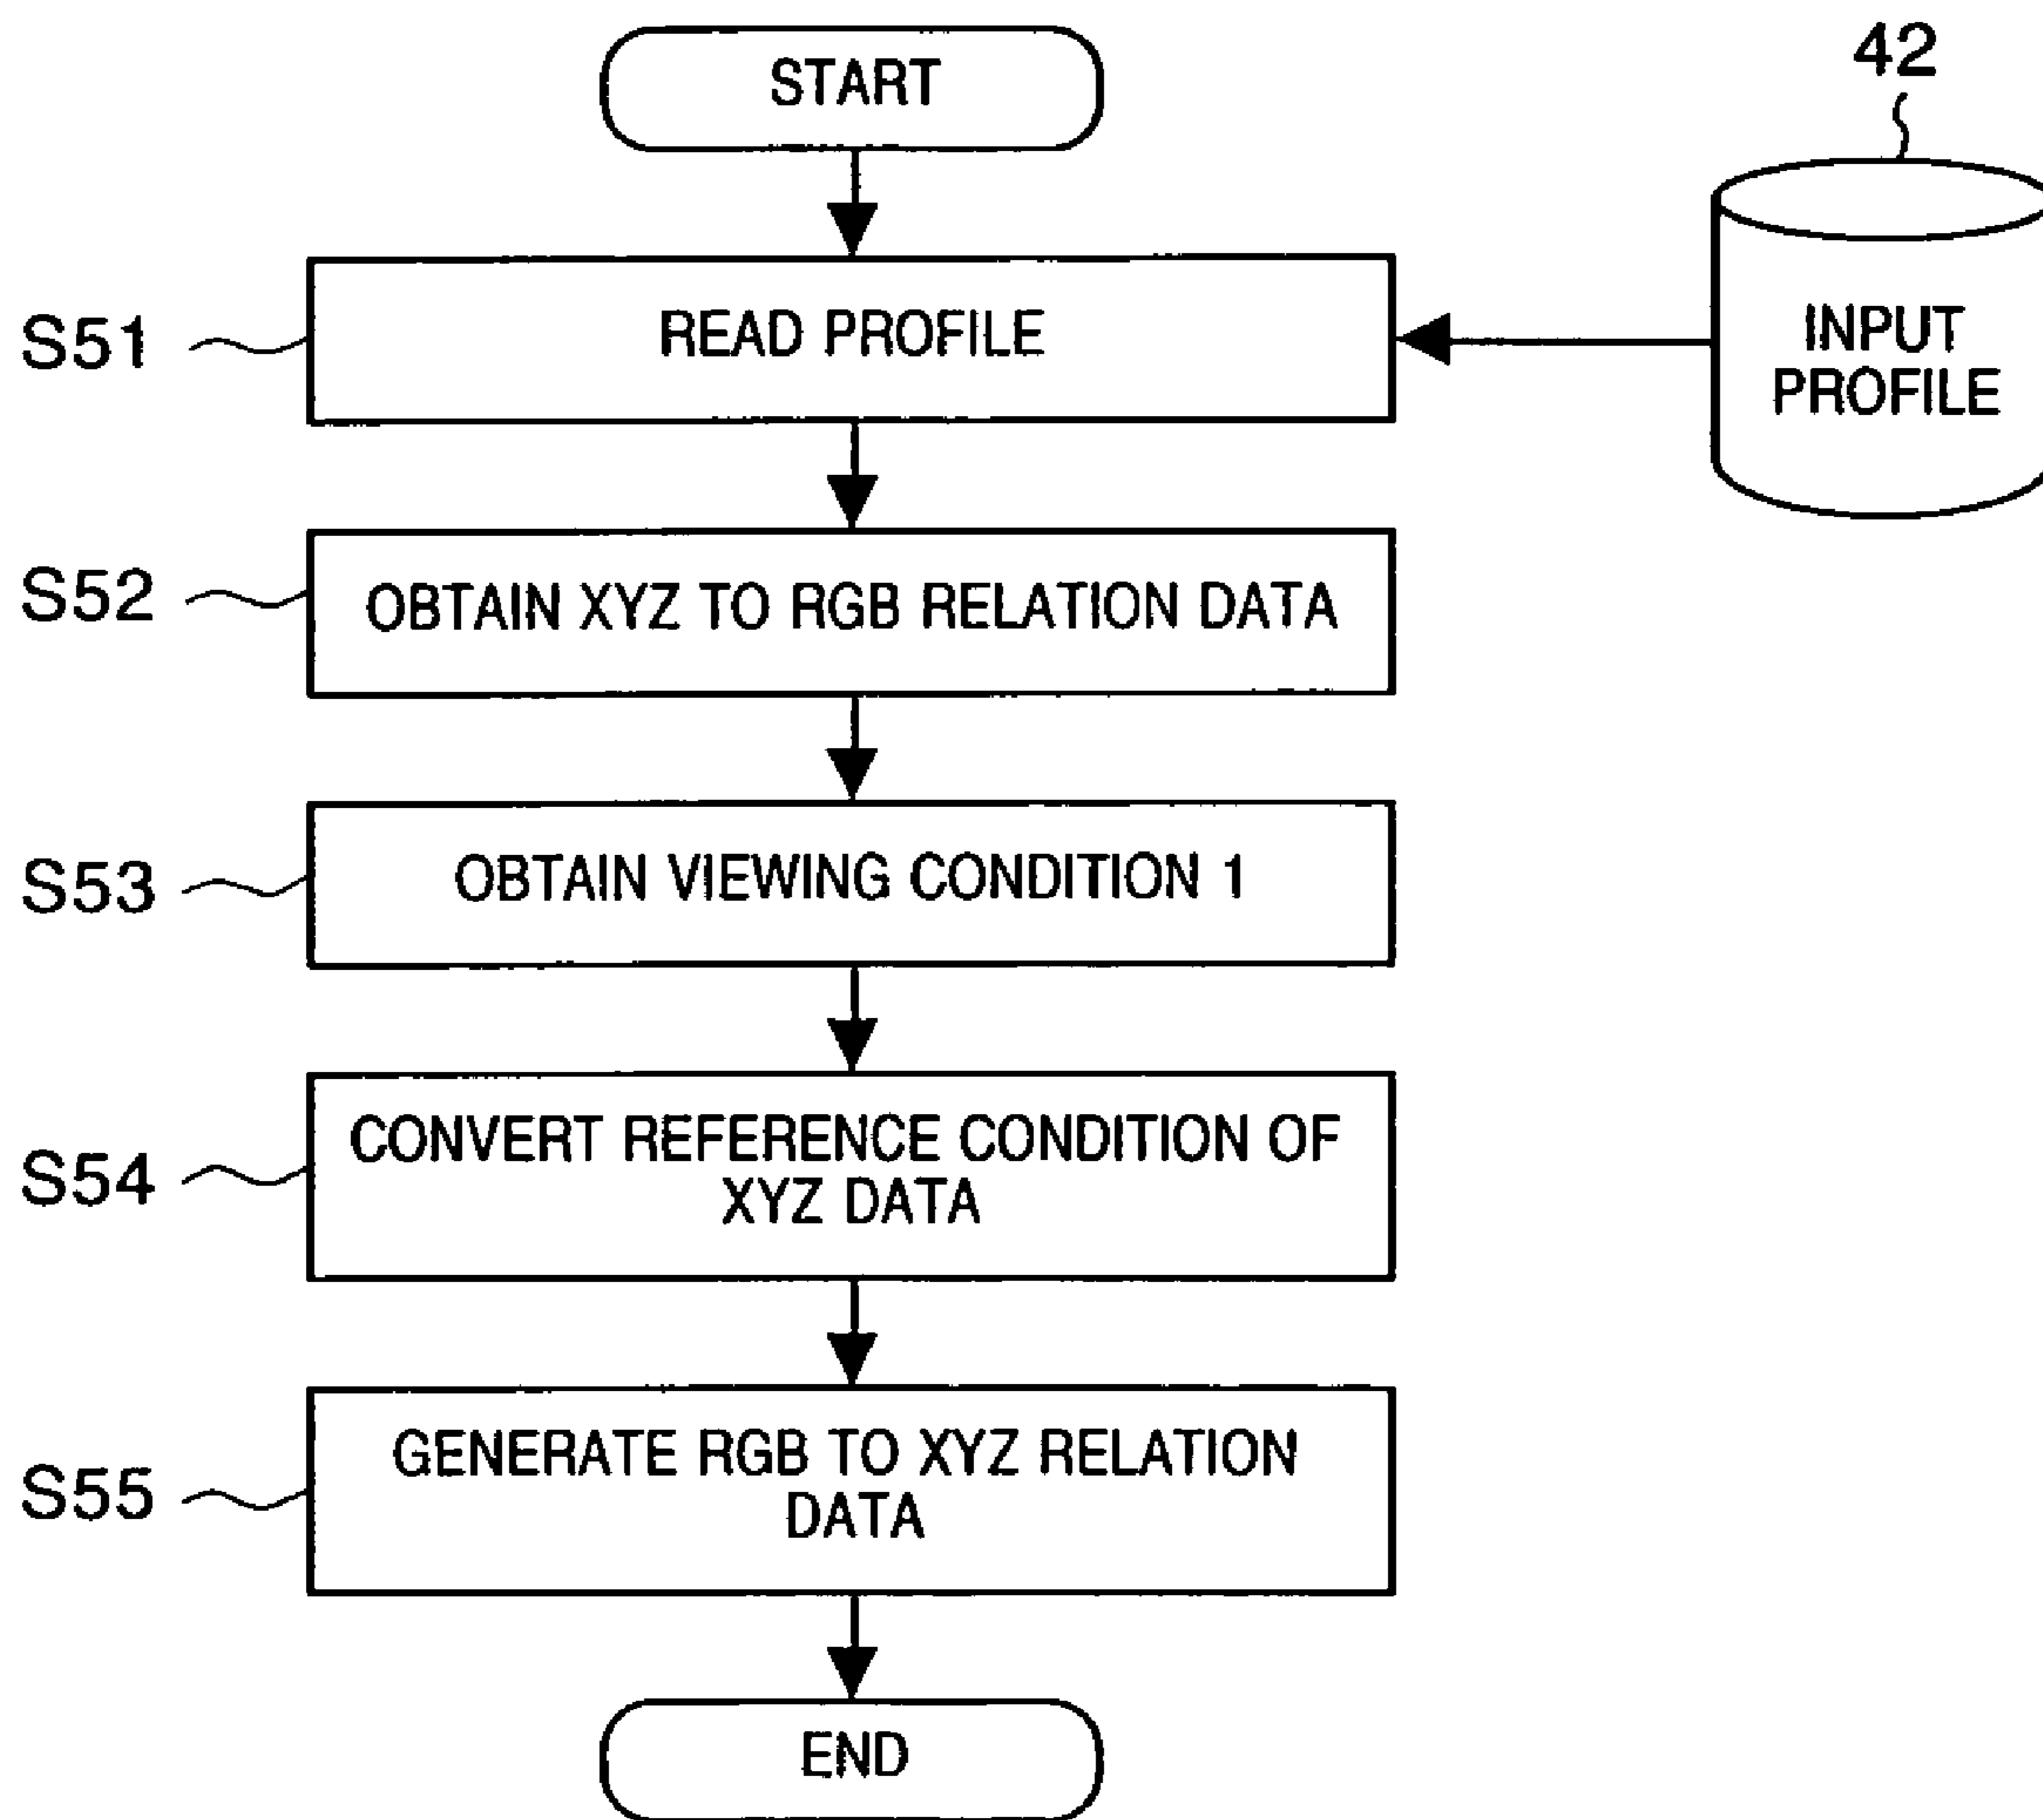 START
42
S51
READ PROFILE
INPUT
PROFILE
S52
OBTAIN XYZ TO RGB RELATION DATA
S53
OBTAIN VIEWING CONDITION 1
S54
CONVERT REFERENCE CONDITION OF
XYZ DATA
S55
GENERATE RGB TO XYZ RELATION
DATA
END